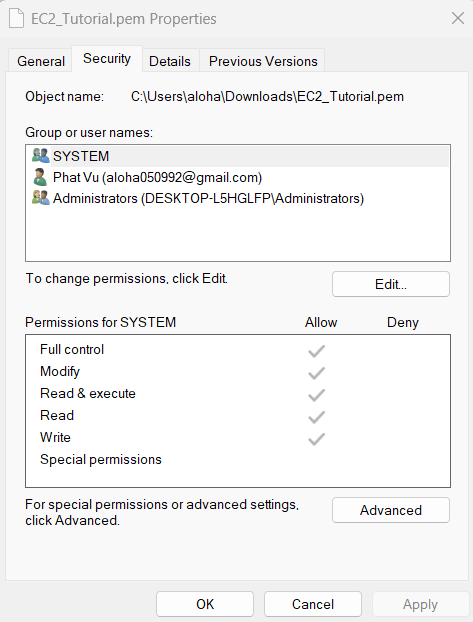 EC2_Tutorial.pem Properties
General Security Details Previous Versions
Object name: C:\Users\aloha\Downloads\EC2_Tutorial.pem
Group or user names:
SYSTEM
Phat Vu (aloha050992@gmail.com)
Administrators (DESKTOP-L5HGLFP\Administrators)
To change permissions, click Edit.
Edit...
Permissions for SYSTEM Allow Deny
Full control
Modify
Read & execute
Read
Write
Special permissions
For special permissions or advanced settings,
click Advanced.
Advanced
OK Cancel Apply